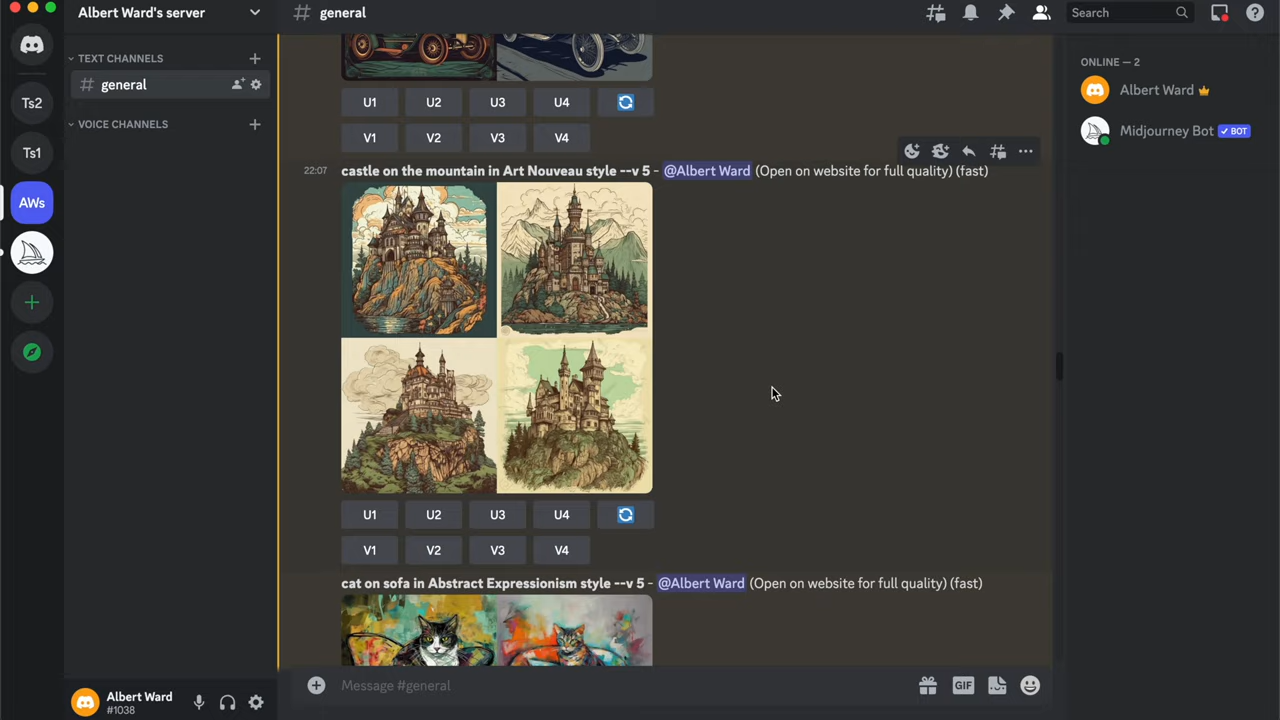 Albert Ward's server
general
Search
TEXT CHANNELS
general
VOICE CHANNELS
Ts2
Ts1
AWs
U1 U2 U3 U4
V1 V2 V3 V4
22:07 castle on the mountain in Art Nouveau style --v 5 - @Albert Ward (Open on website for full quality) (fast)
U1 U2 U3 U4
V1 V2 V3 V4
cat on sofa in Abstract Expressionism style --v 5 - @Albert Ward (Open on website for full quality) (fast)
Message #general
GIF
Albert Ward
#1038
ONLINE — 2
Albert Ward
Midjourney Bot BOT